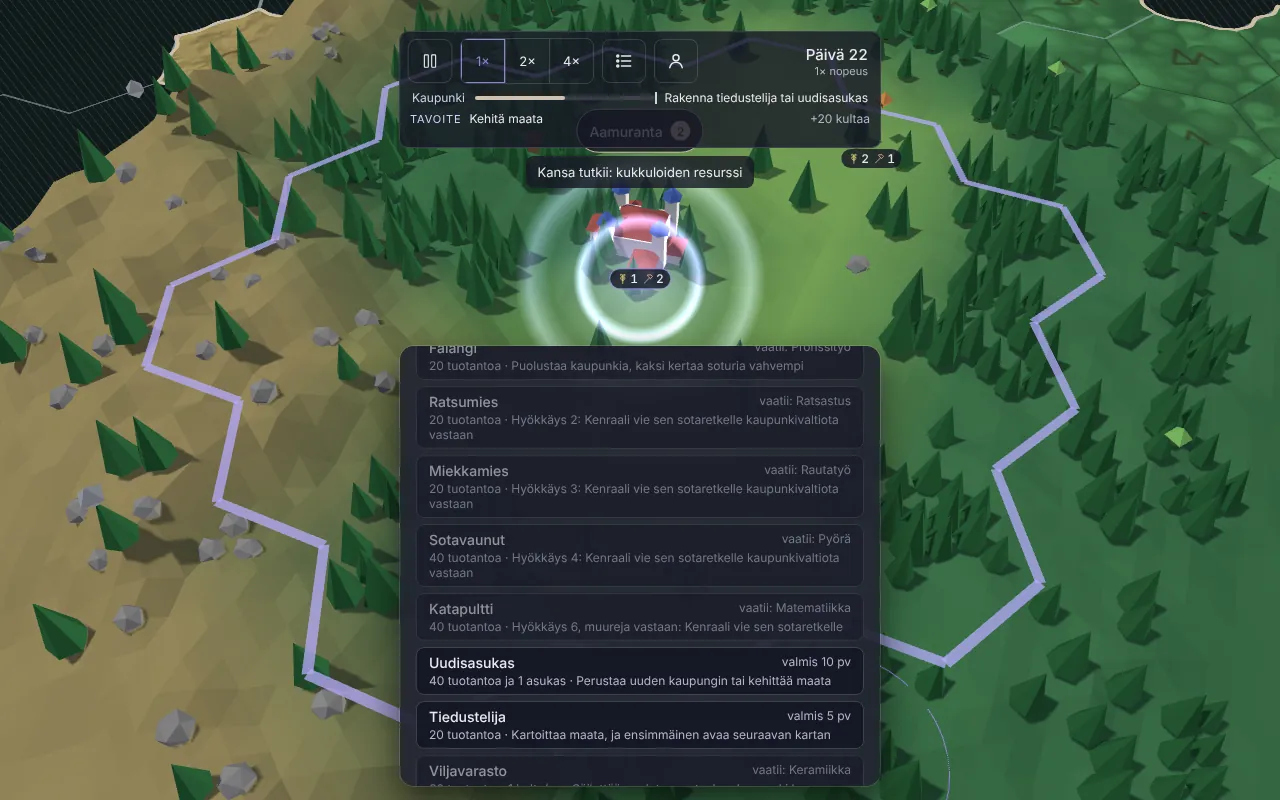 1×
2×
4×
Päivä 22
1× nopeus
Kaupunki
Rakenna tiedustelija tai uudisasukas
TAVOITE Kehitä maata
+20 kultaa
Aamuranta 2
2 1
Kansa tutkii: kukkuloiden resurssi
1 2
Falangi
vaatii: Pronssityö
20 tuotantoa · Puolustaa kaupunkia, kaksi kertaa soturia vahvempi
Ratsumies
vaatii: Ratsastus
20 tuotantoa · Hyökkäys 2: Kenraali vie sen sotaretkelle kaupunkivaltiota
vastaan
Miekkamies
vaatii: Rautatyö
20 tuotantoa · Hyökkäys 3: Kenraali vie sen sotaretkelle kaupunkivaltiota
vastaan
Sotavaunut
vaatii: Pyörä
40 tuotantoa · Hyökkäys 4: Kenraali vie sen sotaretkelle kaupunkivaltiota
vastaan
Katapultti
vaatii: Matematiikka
40 tuotantoa · Hyökkäys 6, muureja vastaan: Kenraali vie sen sotaretkelle
Uudisasukas
valmis 10 pv
40 tuotantoa ja 1 asukas · Perustaa uuden kaupungin tai kehittää maata
Tiedustelija
valmis 5 pv
20 tuotantoa · Kartoittaa maata, ja ensimmäinen avaa seuraavan kartan
Viljavarasto
vaatii: Keramiikka